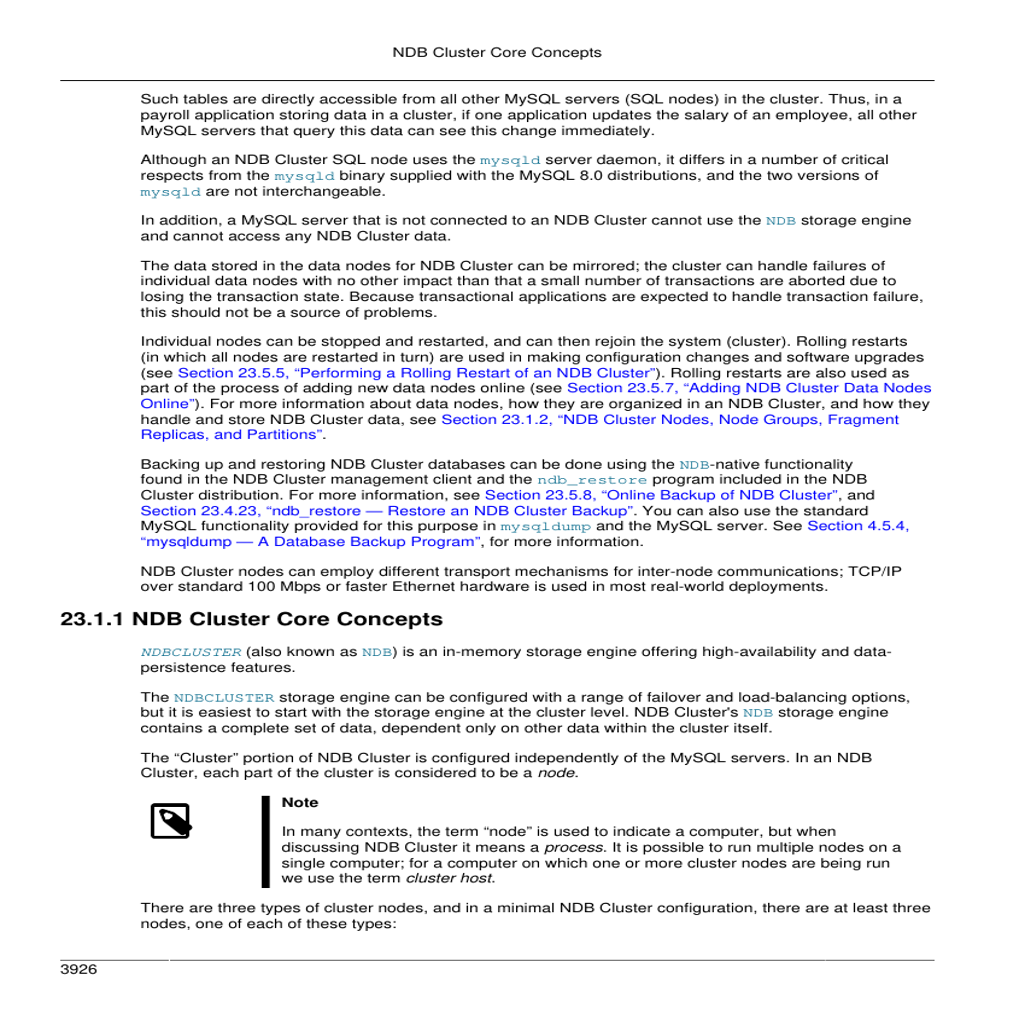 NDB Cluster Core Concepts
Such tables are directly accessible from all other MySQL servers (SQL nodes) in the cluster. Thus, in a
payroll application storing data in a cluster, if one application updates the salary of an employee, all other
MySQL servers that query this data can see this change immediately.
Although an NDB Cluster SQL node uses the mysqld server daemon, it differs in a number of critical
respects from the mysqld binary supplied with the MySQL 8.0 distributions, and the two versions of
mysqld are not interchangeable.
In addition, a MySQL server that is not connected to an NDB Cluster cannot use the NDB storage engine
and cannot access any NDB Cluster data.
The data stored in the data nodes for NDB Cluster can be mirrored; the cluster can handle failures of
individual data nodes with no other impact than that a small number of transactions are aborted due to
losing the transaction state. Because transactional applications are expected to handle transaction failure,
this should not be a source of problems.
Individual nodes can be stopped and restarted, and can then rejoin the system (cluster). Rolling restarts
(in which all nodes are restarted in turn) are used in making configuration changes and software upgrades
(see Section 23.5.5, “Performing a Rolling Restart of an NDB Cluster”). Rolling restarts are also used as
part of the process of adding new data nodes online (see Section 23.5.7, “Adding NDB Cluster Data Nodes
Online”). For more information about data nodes, how they are organized in an NDB Cluster, and how they
handle and store NDB Cluster data, see Section 23.1.2, “NDB Cluster Nodes, Node Groups, Fragment
Replicas, and Partitions”.
Backing up and restoring NDB Cluster databases can be done using the NDB-native functionality
found in the NDB Cluster management client and the ndb_restore program included in the NDB
Cluster distribution. For more information, see Section 23.5.8, “Online Backup of NDB Cluster”, and
Section 23.4.23, “ndb_restore — Restore an NDB Cluster Backup”. You can also use the standard
MySQL functionality provided for this purpose in mysqldump and the MySQL server. See Section 4.5.4,
“mysqldump — A Database Backup Program”, for more information.
NDB Cluster nodes can employ different transport mechanisms for inter-node communications; TCP/IP
over standard 100 Mbps or faster Ethernet hardware is used in most real-world deployments.
23.1.1 NDB Cluster Core Concepts
NDBCLUSTER (also known as NDB) is an in-memory storage engine offering high-availability and data-
persistence features.
The NDBCLUSTER storage engine can be configured with a range of failover and load-balancing options,
but it is easiest to start with the storage engine at the cluster level. NDB Cluster's NDB storage engine
contains a complete set of data, dependent only on other data within the cluster itself.
The “Cluster” portion of NDB Cluster is configured independently of the MySQL servers. In an NDB
Cluster, each part of the cluster is considered to be a node.
Note
In many contexts, the term “node” is used to indicate a computer, but when
discussing NDB Cluster it means a process. It is possible to run multiple nodes on a
single computer; for a computer on which one or more cluster nodes are being run
we use the term cluster host.
There are three types of cluster nodes, and in a minimal NDB Cluster configuration, there are at least three
nodes, one of each of these types:
3926